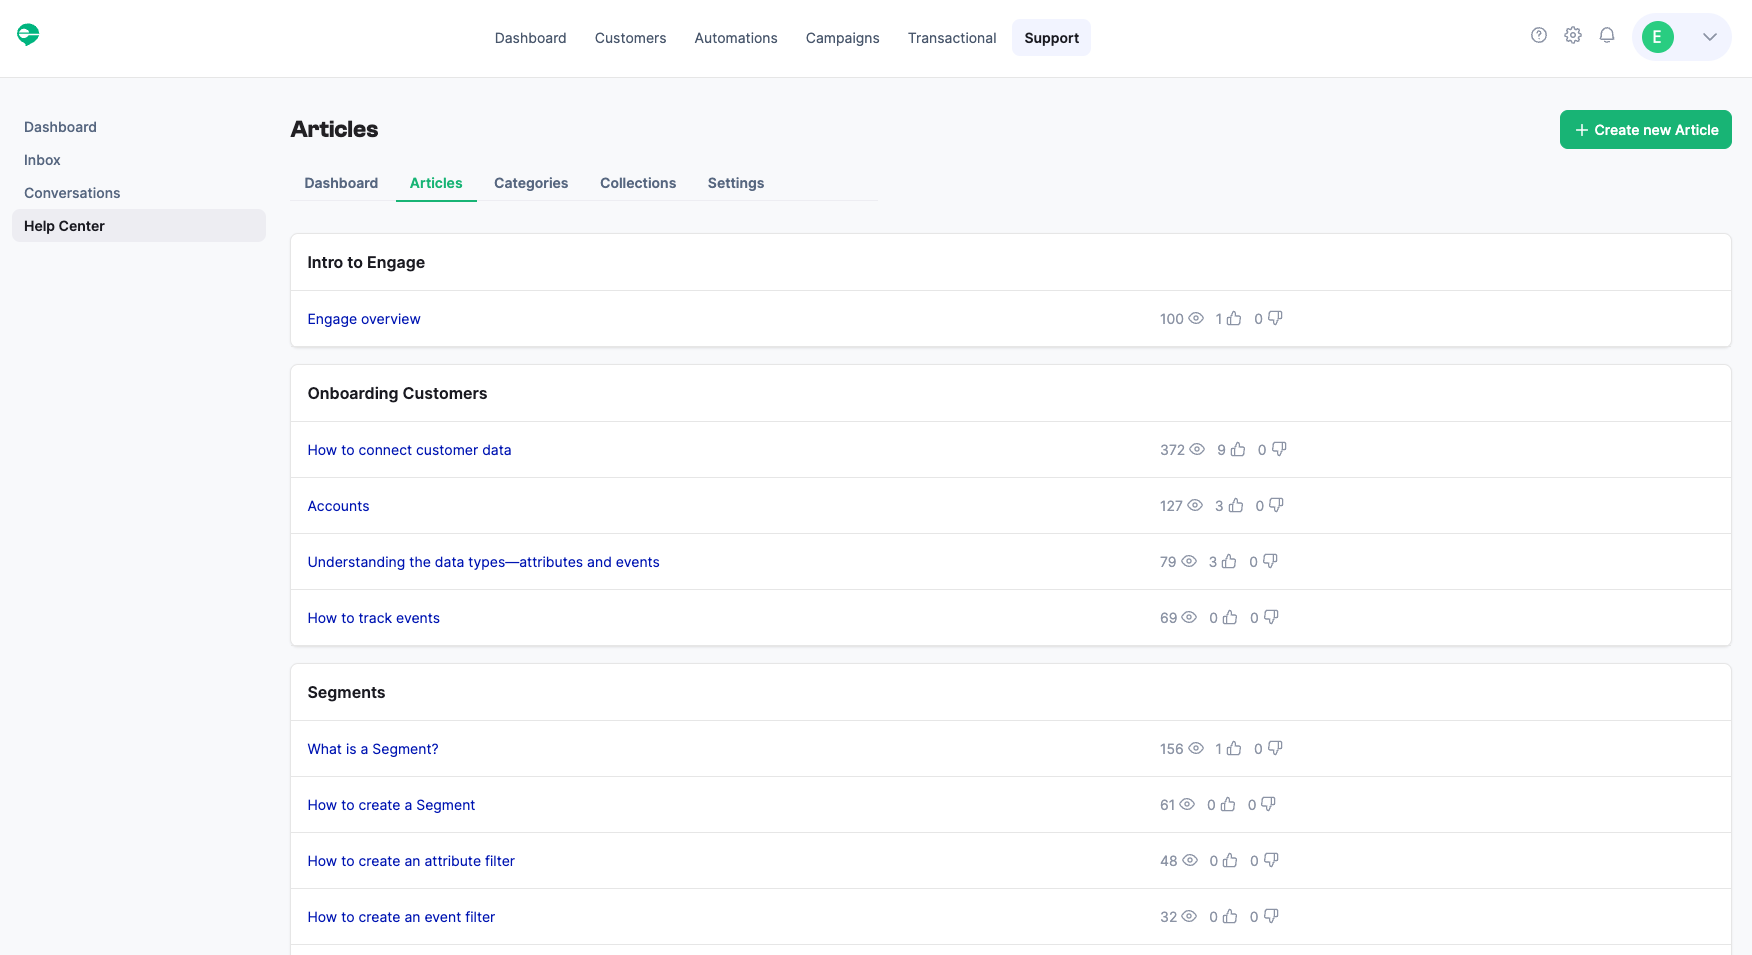 Dashboard Customers Automations Campaigns Transactional Support
E
Dashboard
Inbox
Conversations
Help Center
Articles
+ Create new Article
Dashboard Articles Categories Collections Settings
Intro to Engage
Engage overview 100 1 0
Onboarding Customers
How to connect customer data 372 9 0
Accounts 127 3 0
Understanding the data types—attributes and events 79 3 0
How to track events 69 0 0
Segments
What is a Segment? 156 1 0
How to create a Segment 61 0 0
How to create an attribute filter 48 0 0
How to create an event filter 32 0 0